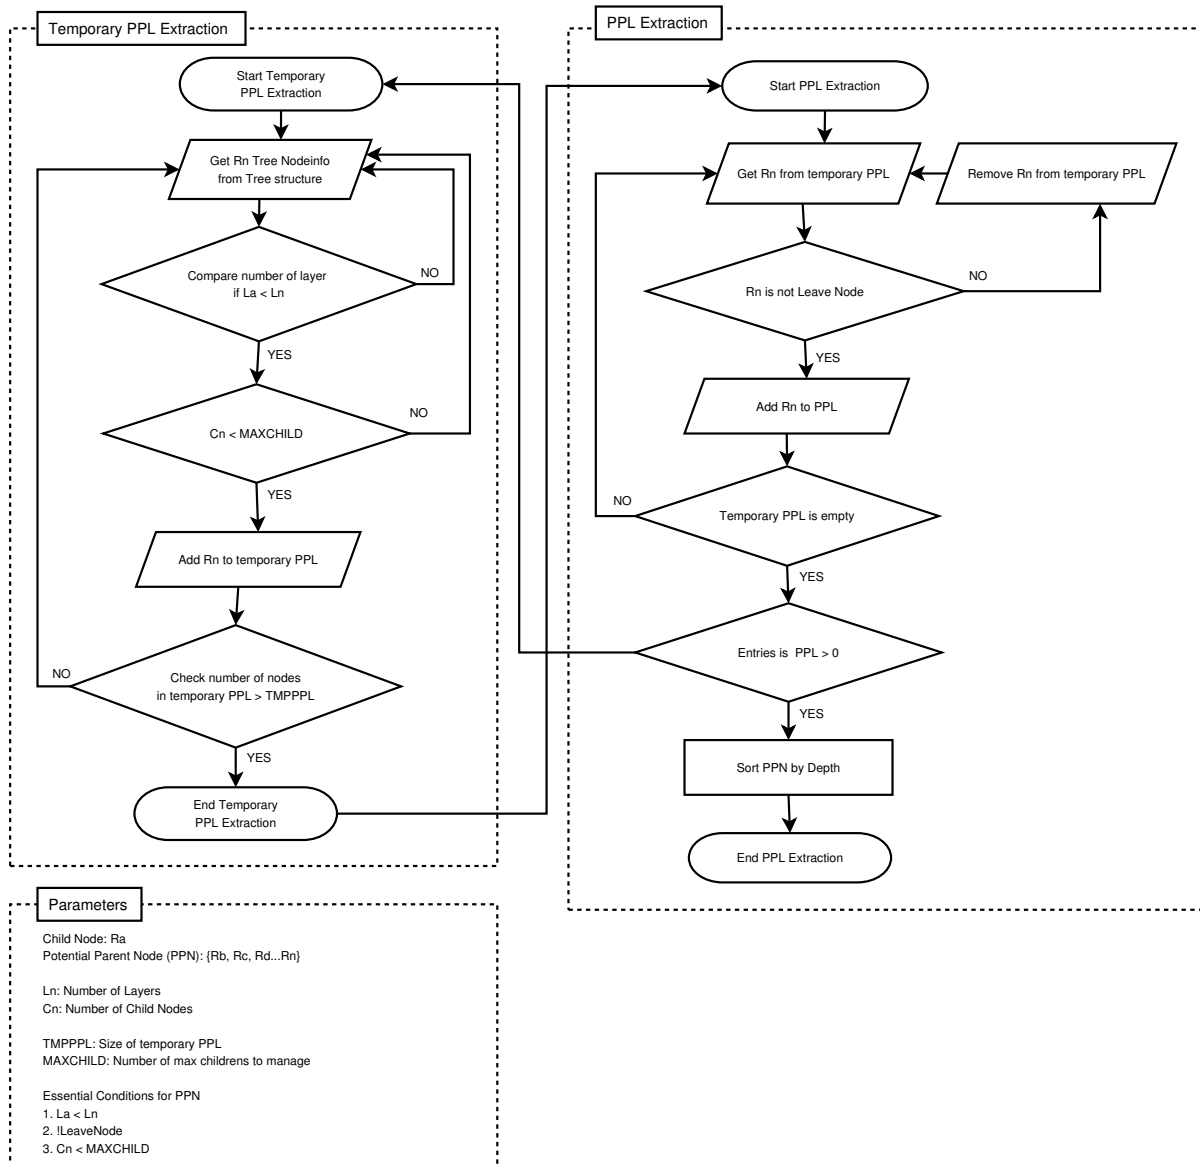 Temporary PPL Extraction
Start Temporary
PPL Extraction
Get Rn Tree Nodeinfo
from Tree structure
Compare number of layer
if La < Ln
NO
YES
Cn < MAXCHILD
NO
YES
Add Rn to temporary PPL
Check number of nodes
in temporary PPL > TMPPPL
NO
YES
End Temporary
PPL Extraction
PPL Extraction
Start PPL Extraction
Get Rn from temporary PPL
Remove Rn from temporary PPL
Rn is not Leave Node
NO
YES
Add Rn to PPL
Temporary PPL is empty
NO
YES
Entries is PPL > 0
YES
Sort PPN by Depth
End PPL Extraction
Parameters
Child Node: Ra
Potential Parent Node (PPN): {Rb, Rc, Rd...Rn}
Ln: Number of Layers
Cn: Number of Child Nodes
TMPPPL: Size of temporary PPL
MAXCHILD: Number of max childrens to manage
Essential Conditions for PPN
1. La < Ln
2. !LeaveNode
3. Cn < MAXCHILD